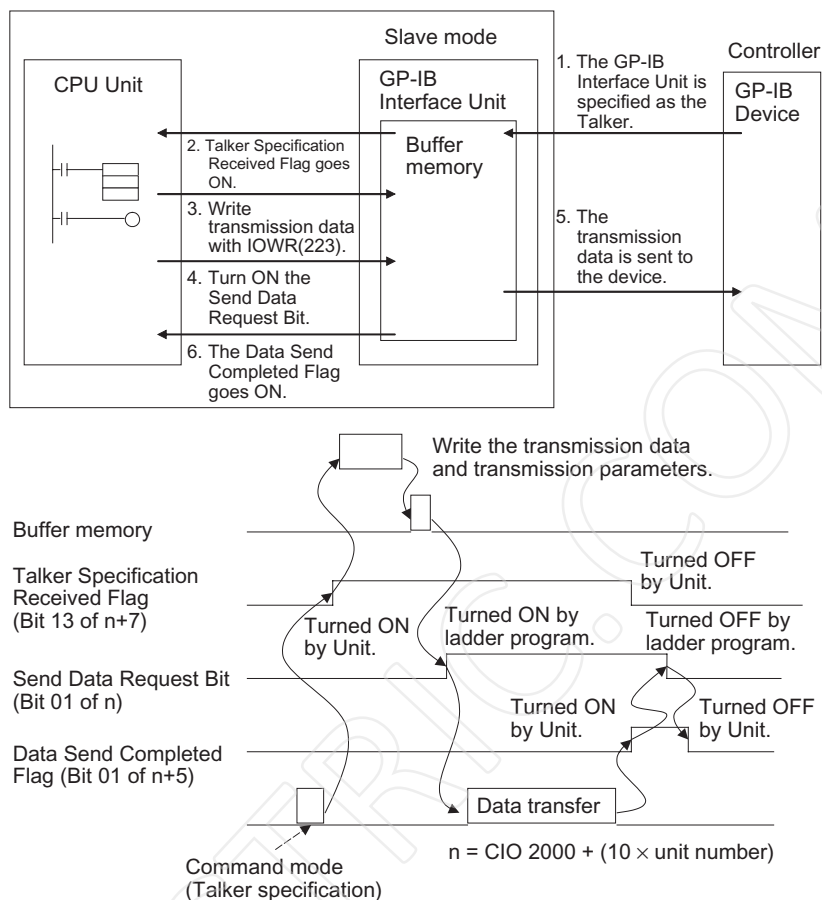 Slave mode
Controller
CPU Unit
GP-IB
Interface Unit
Buffer
memory
GP-IB
Device
1. The GP-IB
Interface Unit is
specified as the
Talker.
2. Talker Specification
Received Flag goes
ON.
3. Write
transmission data
with IOWR(223).
4. Turn ON the
Send Data
Request Bit.
5. The
transmission
data is sent to
the device.
6. The Data Send
Completed Flag
goes ON.
Write the transmission data
and transmission parameters.
Buffer memory
Talker Specification
Received Flag
(Bit 13 of n+7)
Turned ON
by Unit.
Turned OFF
by Unit.
Send Data Request Bit
(Bit 01 of n)
Turned ON by
ladder program.
Turned OFF by
ladder program.
Data Send Completed
Flag (Bit 01 of n+5)
Turned ON
by Unit.
Turned OFF
by Unit.
Data transfer
Command mode
(Talker specification)
n = CIO 2000 + (10 × unit number)